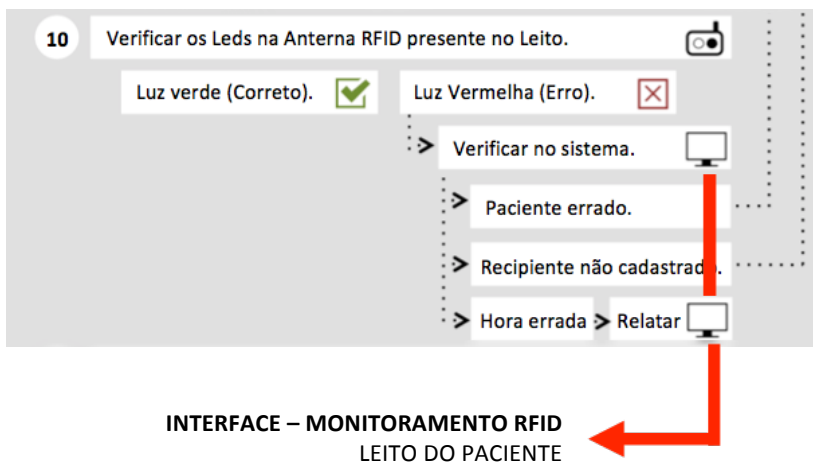 10 Verificar os Leds na Anterna RFID presente no Leito.
Luz verde (Correto). Luz Vermelha (Erro).
Verificar no sistema.
Paciente errado.
Recipiente não cadastrado.
Hora errada > Relatar
INTERFACE – MONITORAMENTO RFID
LEITO DO PACIENTE